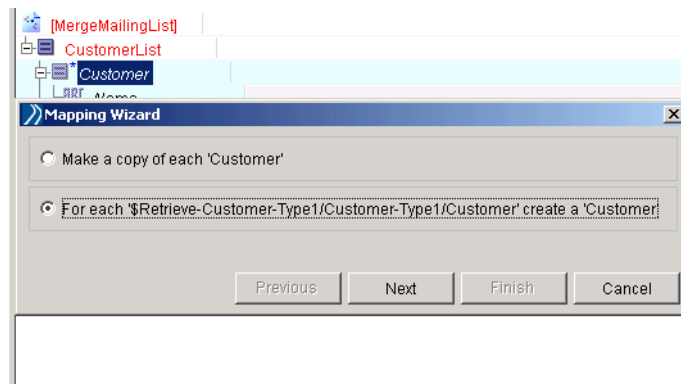 [MergeMailingList]
CustomerList
* Customer
Mapping Wizard
Make a copy of each 'Customer'
For each '$Retrieve-Customer-Type1/Customer-Type1/Customer' create a 'Customer
Previous Next Finish Cancel